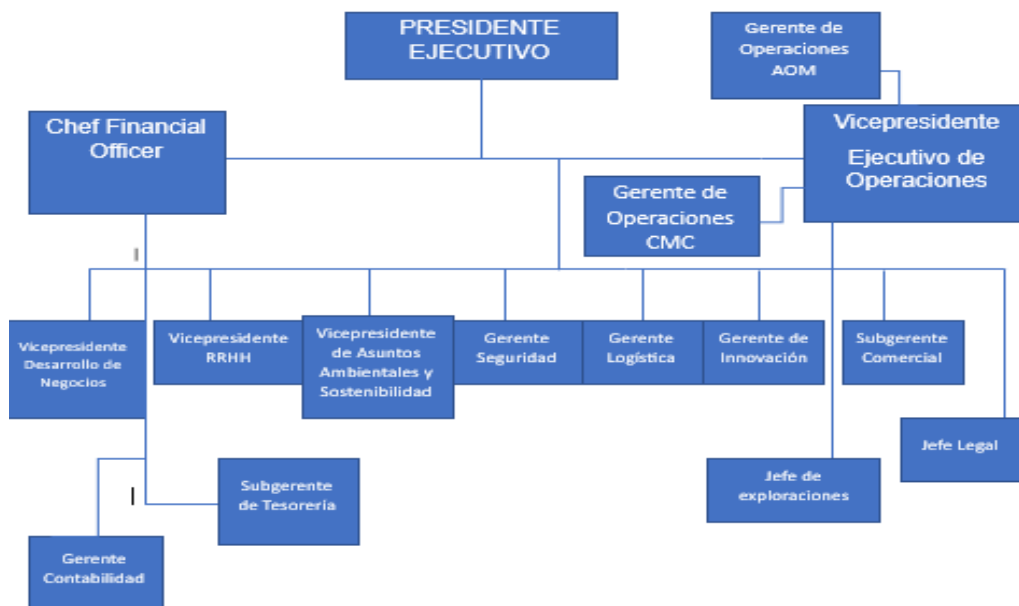 PRESIDENTE
EJECUTIVO
Gerente de
Operaciones
AOM
Chef Financial
Officer
Vicepresidente
Ejecutivo de
Operaciones
Gerente de
Operaciones
CMC
Vicepresidente
Desarrollo de
Negocios
Vicepresidente
RRHH
Vicepresidente
de Asuntos
Ambientales y
Sostenibilidad
Gerente
Seguridad
Gerente
Logística
Gerente de
Innovación
Subgerente
Comercial
Jefe Legal
Subgerente
de Tesorería
Jefe de
exploraciones
Gerente
Contabilidad